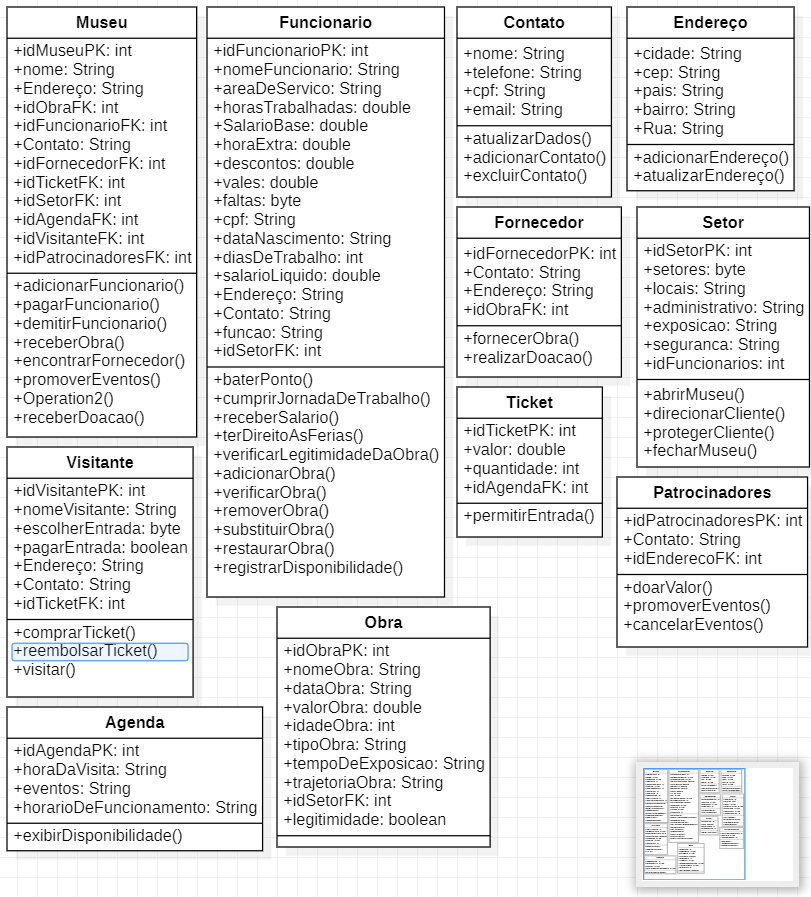 Museu
+idMuseuPK: int
+nome: String
+Endereço: String
+idObraFK: int
+idFuncionarioFK: int
+Contato: String
+idFornecedorFK: int
+idTicketFK: int
+idSetorFK: int
+idAgendaFK: int
+idVisitanteFK: int
+idPatrocinadoresFK: int
+adicionarFuncionario()
+pagarFuncionario()
+demitirFuncionario()
+receberObra()
+encontrarFornecedor()
+promoverEventos()
+Operation2()
+receberDoacao()
Funcionario
+idFuncionarioPK: int
+nomeFuncionario: String
+areaDeServico: String
+horasTrabalhadas: double
+SalarioBase: double
+horaExtra: double
+descontos: double
+vales: double
+faltas: byte
+cpf: String
+dataNascimento: String
+diasDeTrabalho: int
+salarioLiquido: double
+Endereço: String
+Contato: String
+funcao: String
+idSetorFK: int
+baterPonto()
+cumprirJornadaDeTrabalho()
+receberSalario()
+terDireitoAsFerias()
+verificarLegitimidadeDaObra()
+adicionarObra()
+verificarObra()
+removerObra()
+substituirObra()
+restaurarObra()
+registrarDisponibilidade()
Contato
+nome: String
+telefone: String
+cpf: String
+email: String
+atualizarDados()
+adicionarContato()
+excluirContato()
Endereço
+cidade: String
+cep: String
+pais: String
+bairro: String
+Rua: String
+adicionarEndereço()
+atualizarEndereço()
Fornecedor
+idFornecedorPK: int
+Contato: String
+Endereço: String
+idObraFK: int
+fornecerObra()
+realizarDoacao()
Setor
+idSetorPK: int
+setores: byte
+locais: String
+administrativo: String
+exposicao: String
+seguranca: String
+idFuncionarios: int
+abrirMuseu()
+direcionarCliente()
+protegerCliente()
+fecharMuseu()
Ticket
+idTicketPK: int
+valor: double
+quantidade: int
+idAgendaFK: int
+permitirEntrada()
Visitante
+idVisitantePK: int
+nomeVisitante: String
+escolherEntrada: byte
+pagarEntrada: boolean
+Endereço: String
+Contato: String
+idTicketFK: int
+comprarTicket()
+reembolsarTicket()
+visitar()
Patrocinadores
+idPatrocinadoresPK: int
+Contato: String
+idEnderecoFK: int
+doarValor()
+promoverEventos()
+cancelarEventos()
Obra
+idObraPK: int
+nomeObra: String
+dataObra: String
+valorObra: double
+idadeObra: int
+tipoObra: String
+tempoDeExposicao: String
+trajetoriaObra: String
+idSetorFK: int
+legitimidade: boolean
Agenda
+idAgendaPK: int
+horaDaVisita: String
+eventos: String
+horarioDeFuncionamento: String
+exibirDisponibilidade()